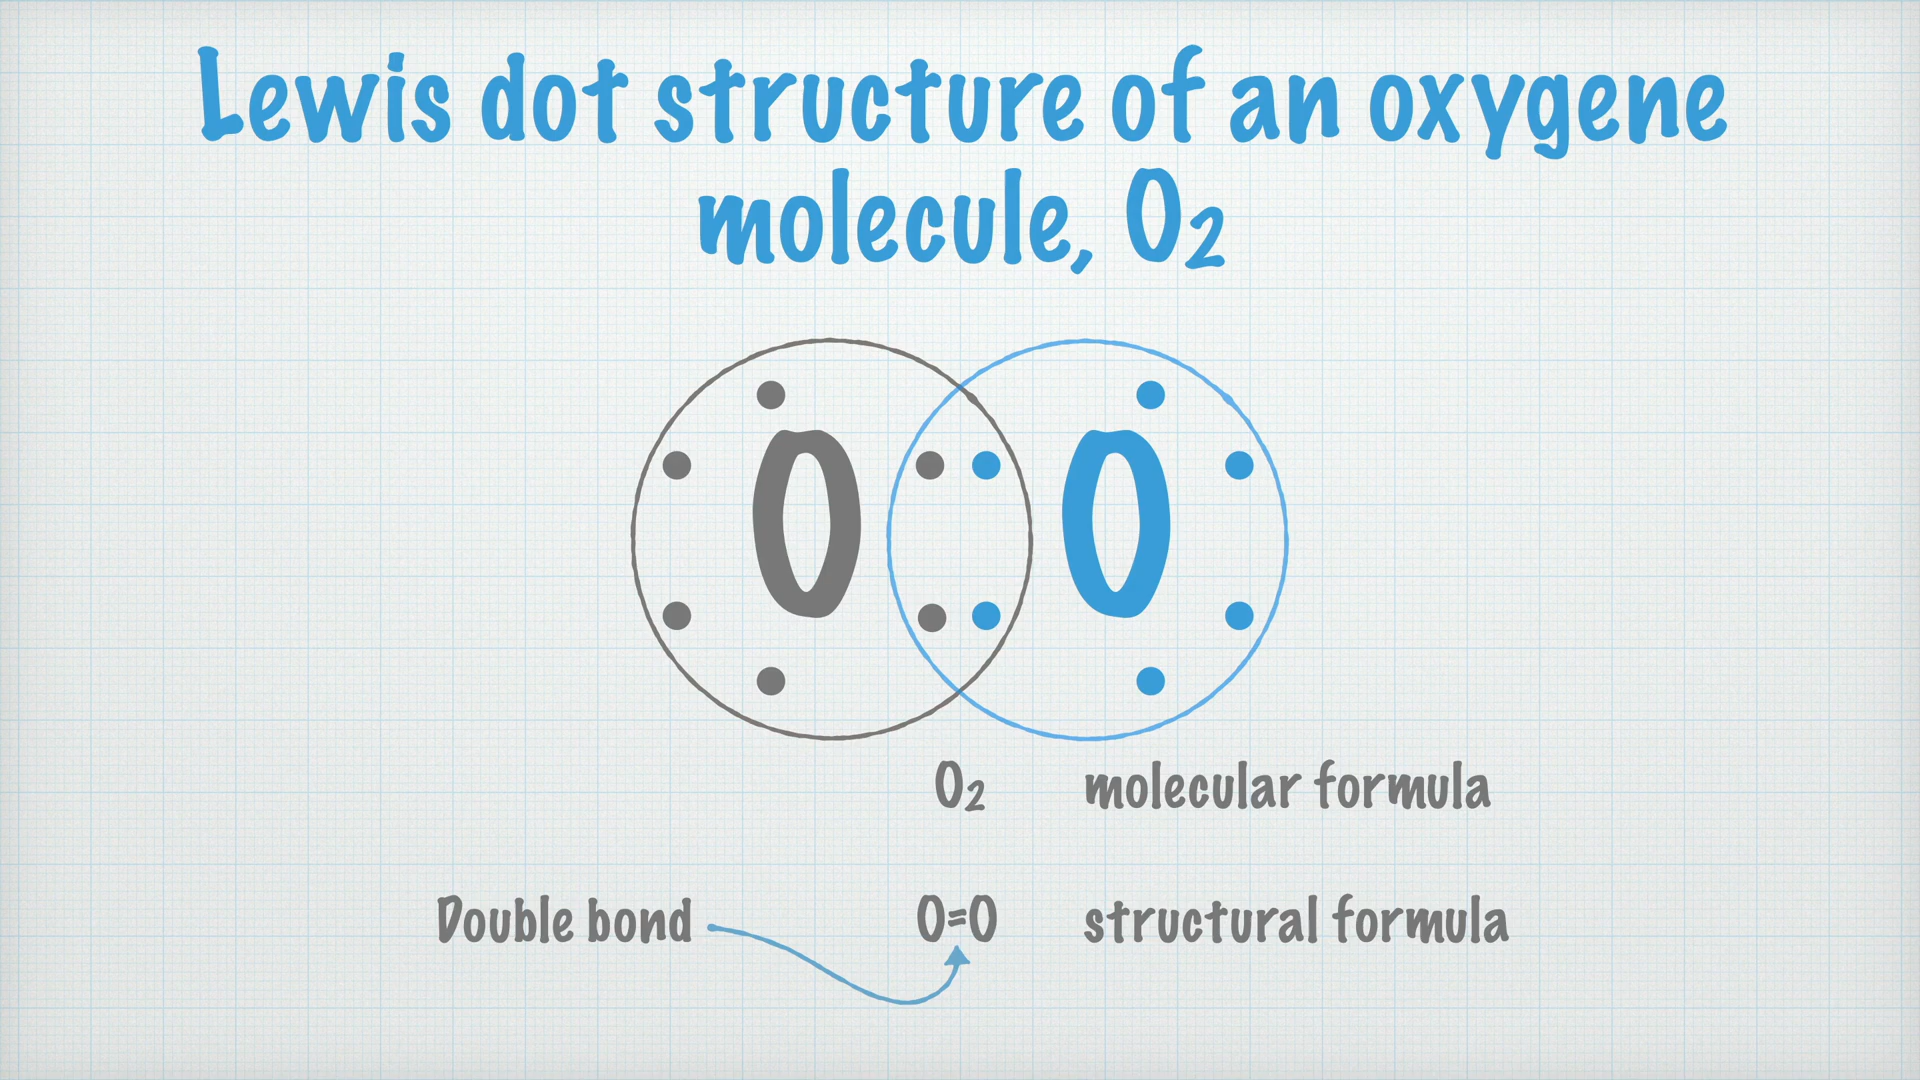 Lewis dot structure of an oxygene
molecule, O₂
O O
O₂ molecular formula
Double bond O=O structural formula